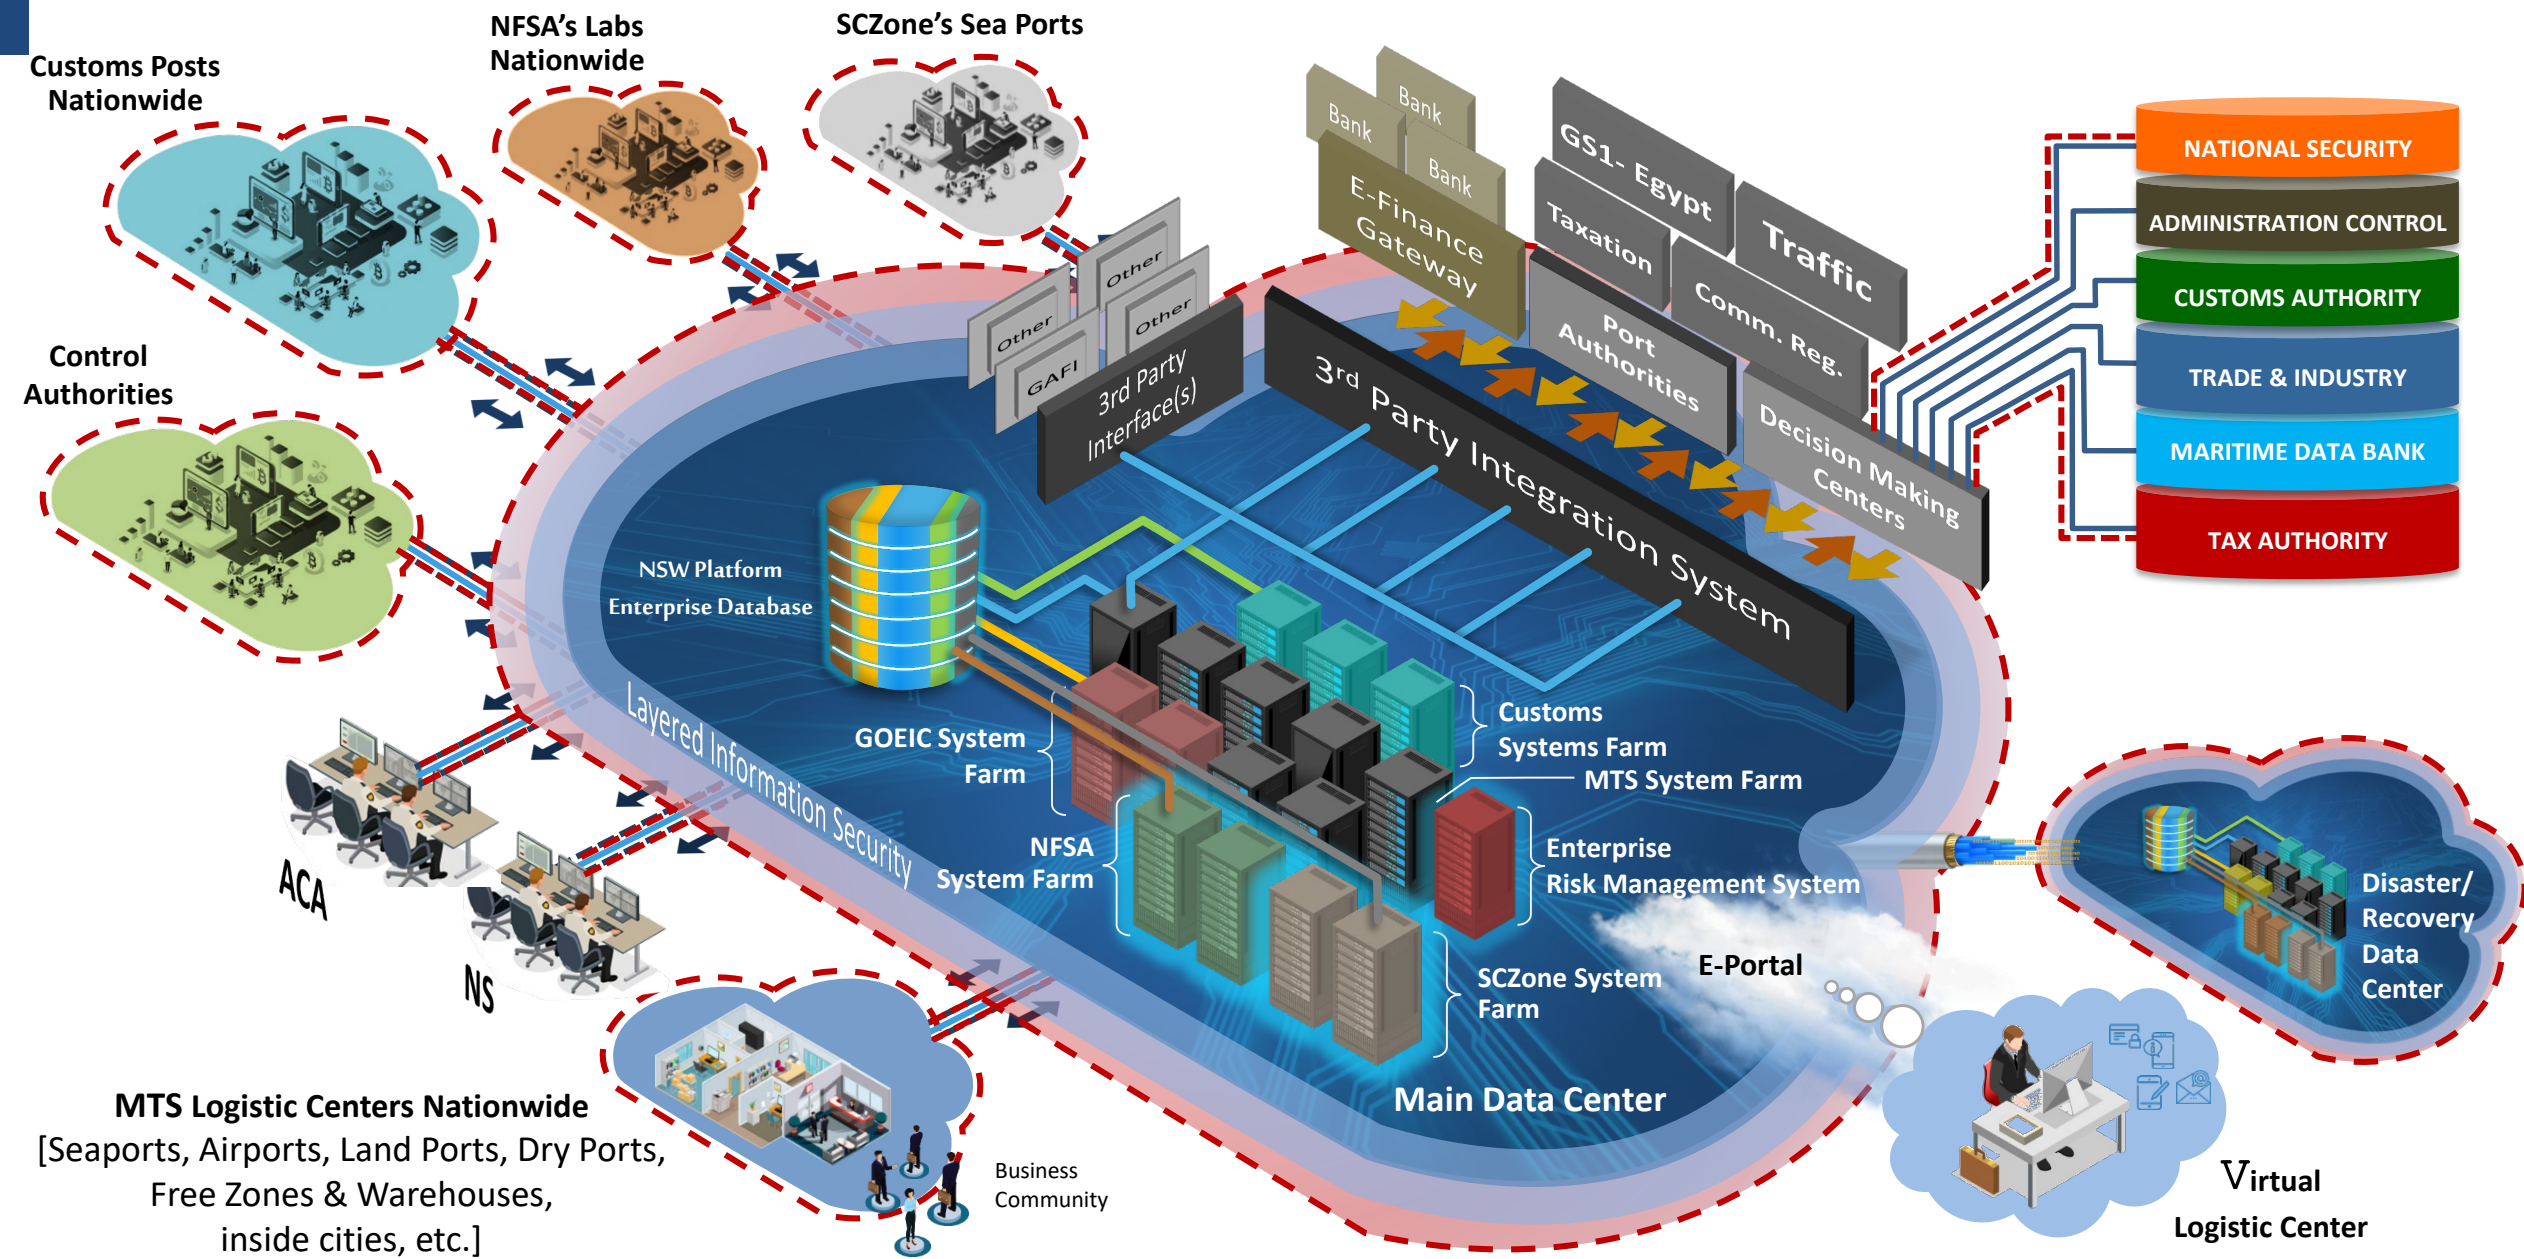 Customs Posts
Nationwide
NFSA's Labs
Nationwide
SCZone's Sea Ports
Control
Authorities
Bank
Bank
Bank
E-Finance
Gateway
GS1- Egypt
Taxation
Traffic
Comm. Reg.
Port
Authorities
Decision Making
Centers
Other
Other
Other
GAFI
3rd Party
Interface(s)
3rd Party Integration System
NATIONAL SECURITY
ADMINISTRATION CONTROL
CUSTOMS AUTHORITY
TRADE & INDUSTRY
MARITIME DATA BANK
TAX AUTHORITY
NSW Platform
Enterprise Database
Layered Information Security
GOEIC System
Farm
NFSA
System Farm
Customs
Systems Farm
MTS System Farm
Enterprise
Risk Management System
SCZone System
Farm
Main Data Center
E-Portal
Disaster/
Recovery
Data
Center
Virtual
Logistic Center
ACA
NS
MTS Logistic Centers Nationwide
[Seaports, Airports, Land Ports, Dry Ports,
Free Zones & Warehouses,
inside cities, etc.]
Business
Community